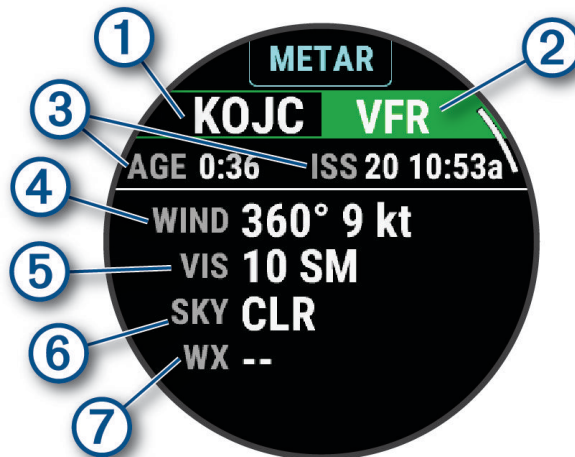 1
2
METAR
3
KOJC VFR
AGE 0:36 ISS 20 10:53a
4
WIND 360° 9 kt
5
VIS 10 SM
SKY CLR
6
WX --
7